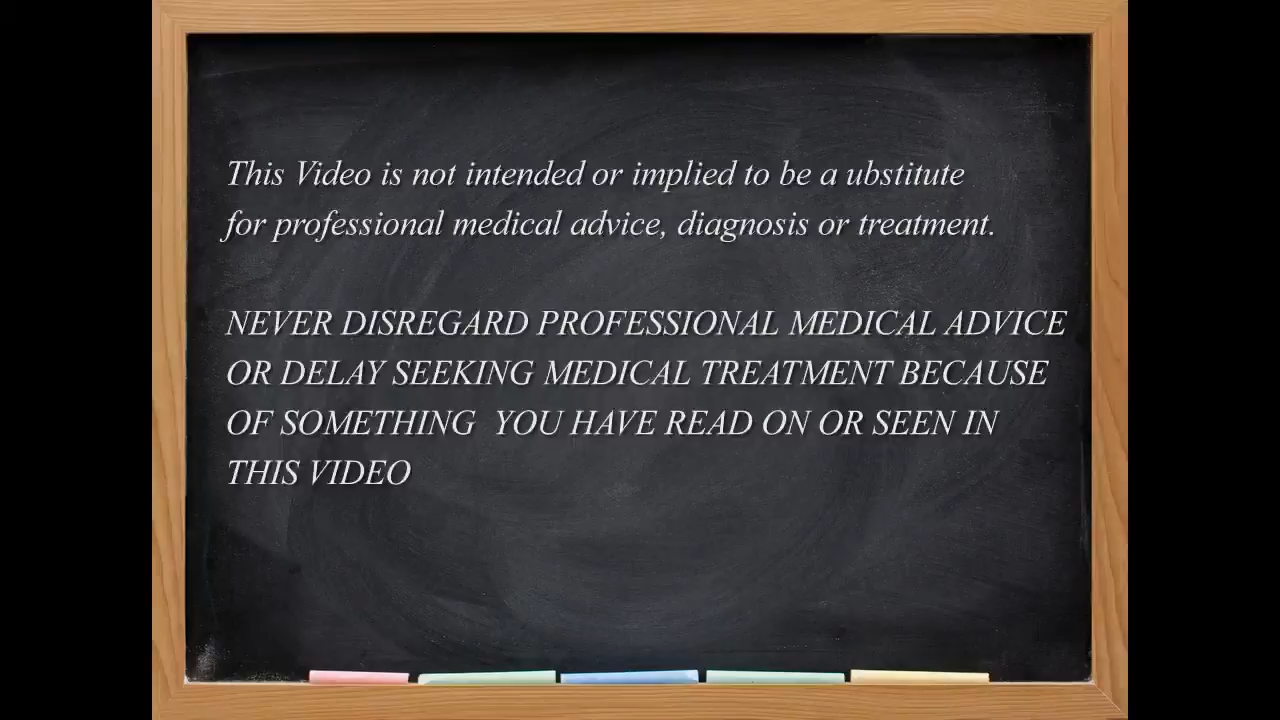 This Video is not intended or implied to be a ubstitute
for professional medical advice, diagnosis or treatment.
NEVER DISREGARD PROFESSIONAL MEDICAL ADVICE
OR DELAY SEEKING MEDICAL TREATMENT BECAUSE
OF SOMETHING  YOU HAVE READ ON OR SEEN IN
THIS VIDEO